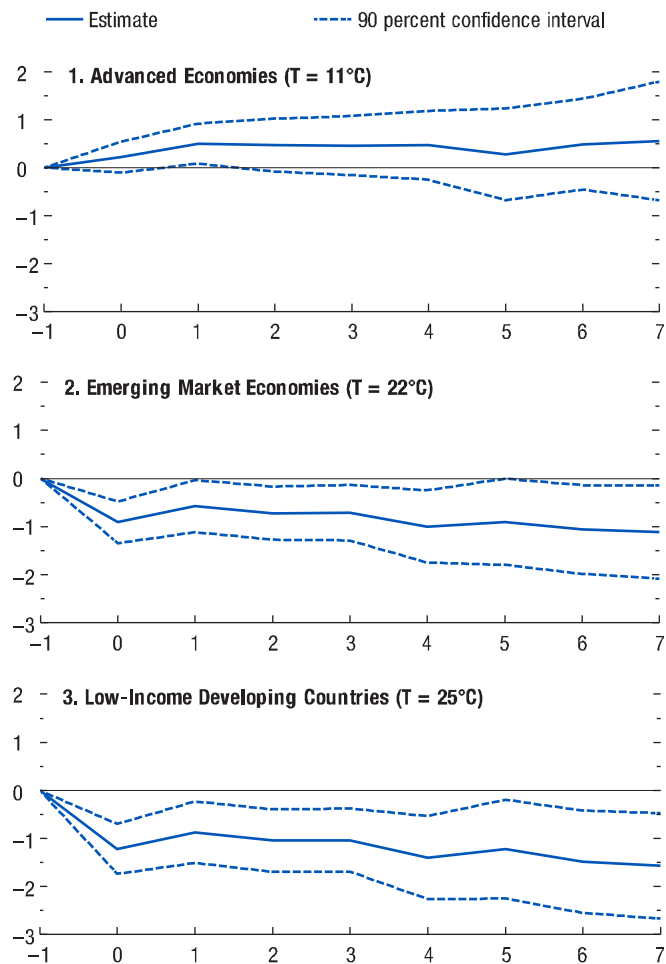 Estimate 90 percent confidence interval
1. Advanced Economies (T = 11°C)
2
1
0
−1
−2
−3
−1 0 1 2 3 4 5 6 7
2. Emerging Market Economies (T = 22°C)
2
1
0
−1
−2
−3
−1 0 1 2 3 4 5 6 7
3. Low-Income Developing Countries (T = 25°C)
2
1
0
−1
−2
−3
−1 0 1 2 3 4 5 6 7